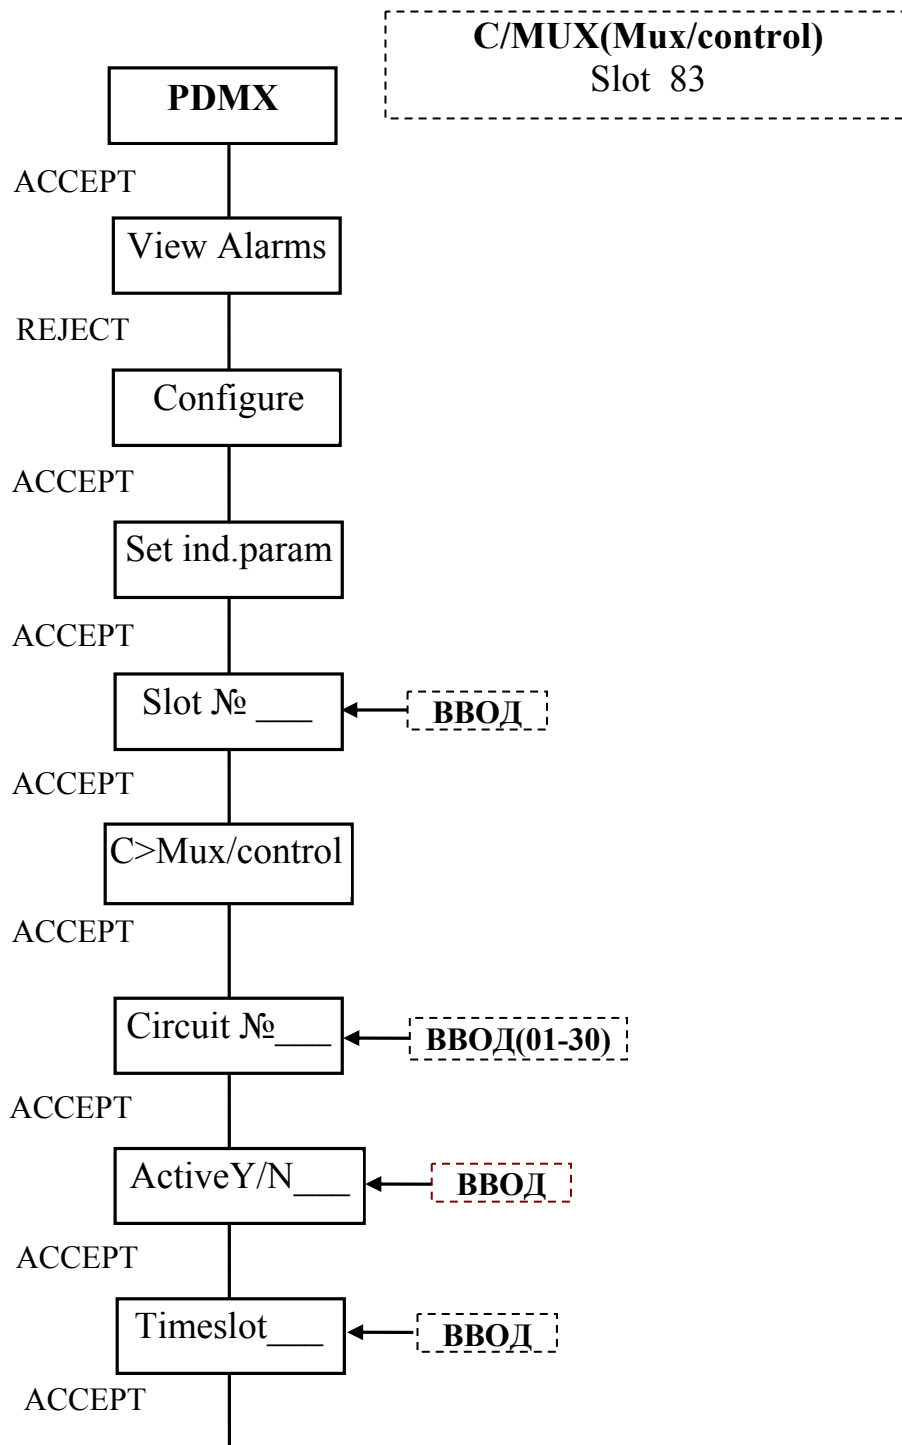 C/MUX(Mux/control)
Slot 83
PDMX
ACCEPT
View Alarms
REJECT
Configure
ACCEPT
Set ind.param
ACCEPT
Slot № ___
ВВОД
ACCEPT
C>Mux/control
ACCEPT
Circuit №___
ВВОД(01-30)
ACCEPT
ActiveY/N___
ВВОД
ACCEPT
Timeslot___
ВВОД
ACCEPT